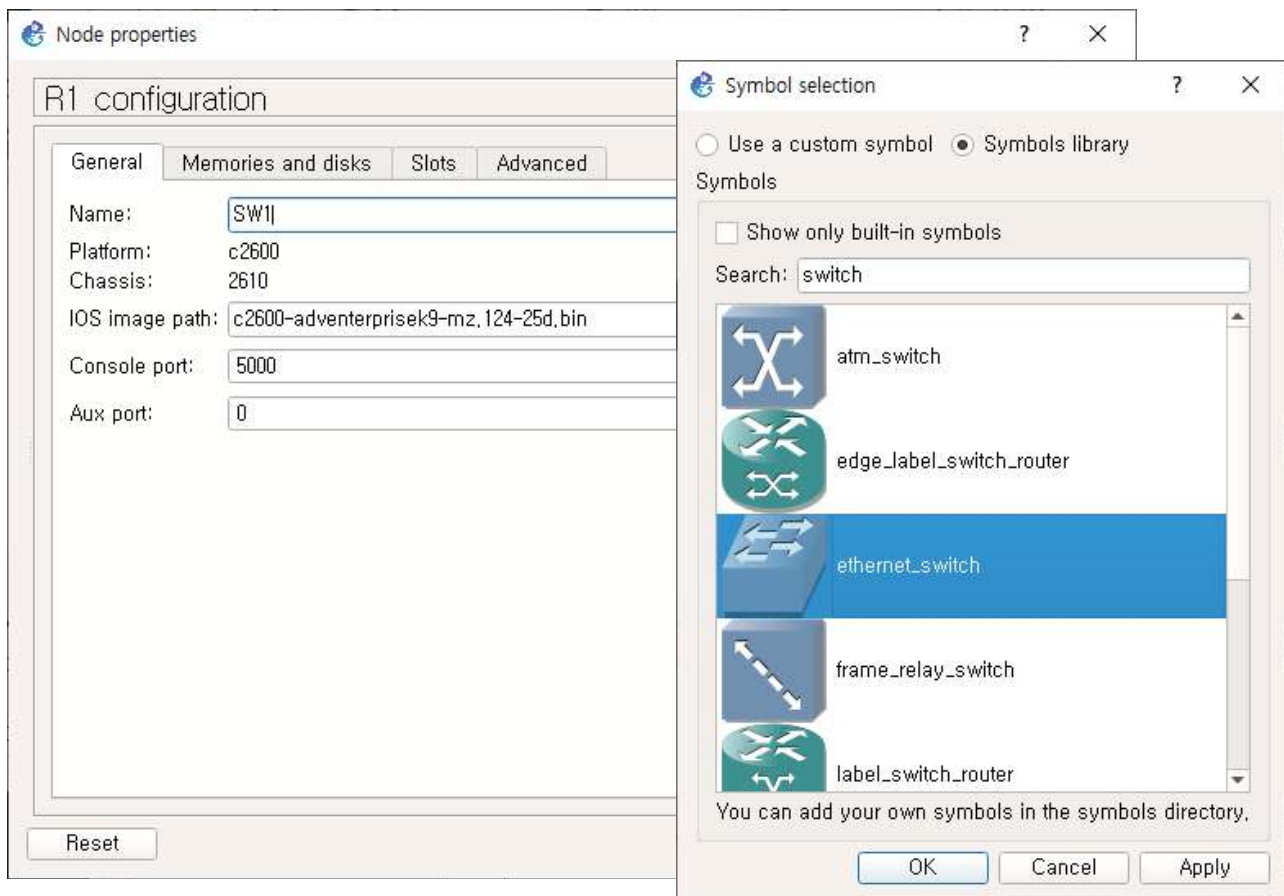 Node properties
R1 configuration
General
Memories and disks
Slots
Advanced
Name:
SW1
Platform:
c2600
Chassis:
2610
IOS image path:
c2600-adventerprisek9-mz.124-25d.bin
Console port:
5000
Aux port:
0
Reset
Symbol selection
Use a custom symbol
Symbols library
Symbols
Show only built-in symbols
Search:
switch
atm_switch
edge_label_switch_router
ethernet_switch
frame_relay_switch
label_switch_router
You can add your own symbols in the symbols directory.
OK
Cancel
Apply